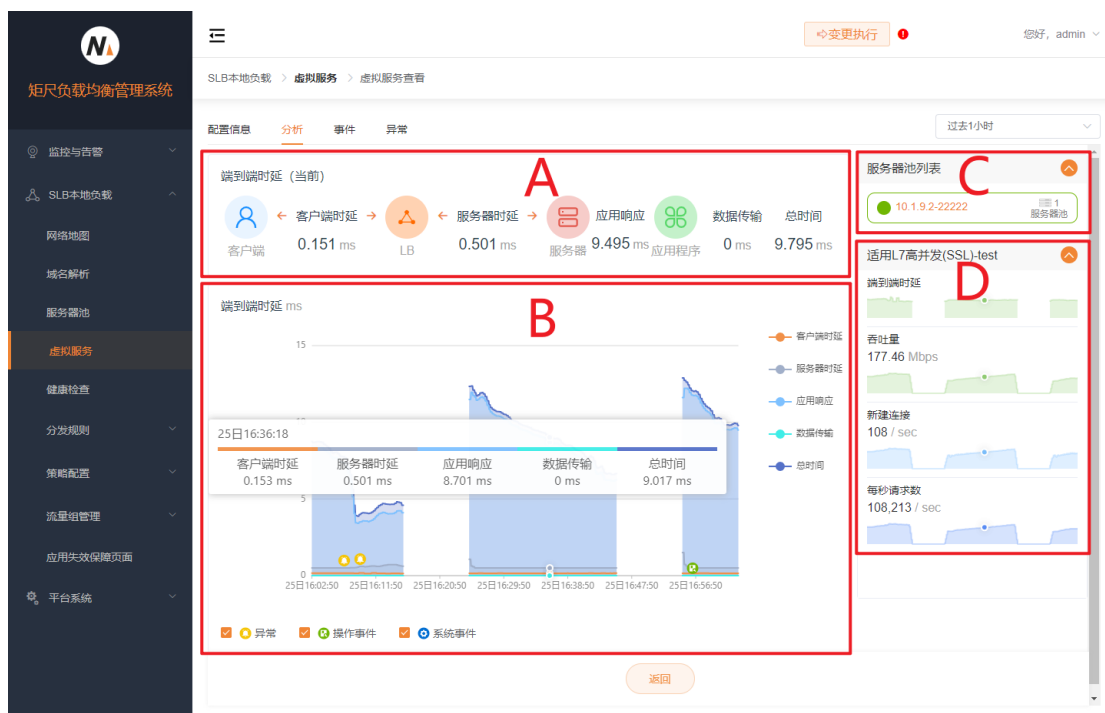 N
矩尺负载均衡管理系统
监控与告警
SLB本地负载
网络地图
域名解析
服务器池
虚拟服务
健康检查
分发规则
策略配置
流量组管理
应用失效保障页面
平台系统
变更执行
您好，admin
SLB本地负载 > 虚拟服务 > 虚拟服务查看
配置信息 分析 事件 异常
过去1小时
A
端到端时延（当前）
客户端时延 服务器时延 应用响应 数据传输 总时间
0.151 ms 0.501 ms 9.495 ms 0 ms 9.795 ms
客户端 LB 服务器 应用程序
B
端到端时延 ms
15
10
5
0
客户端时延
服务器时延
应用响应
数据传输
总时间
25日16:36:18
客户端时延 服务器时延 应用响应 数据传输 总时间
0.153 ms 0.501 ms 8.701 ms 0 ms 9.017 ms
25日16:02:50 25日16:11:50 25日16:20:50 25日16:29:50 25日16:38:50 25日16:47:50 25日16:56:50
异常 操作事件 系统事件
C
服务器池列表
10.1.9.2-22222
1
服务器池
D
适用L7高并发(SSL)-test
端到端时延
吞吐量
177.46 Mbps
新建连接
108 / sec
每秒请求数
108,213 / sec
返回